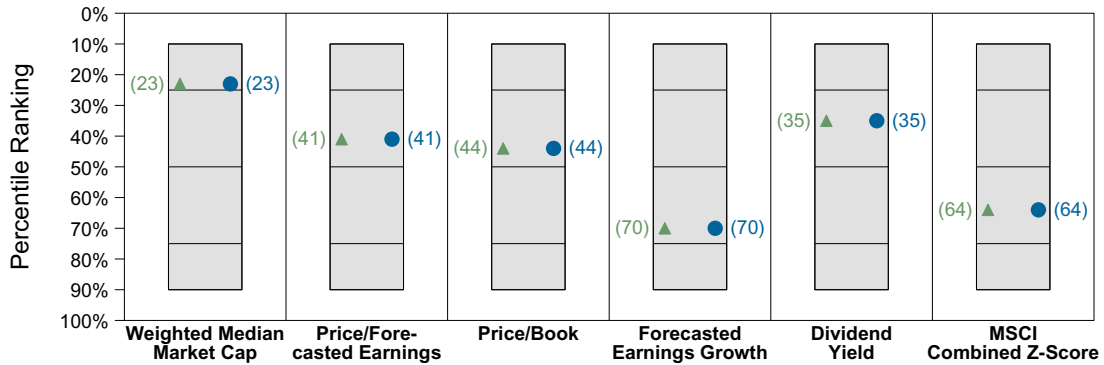 Percentile Ranking
0%
10%
20%
30%
40%
50%
60%
70%
80%
90%
100%
(23) (23)
(41) (41)
(44) (44)
(70) (70)
(35) (35)
(64) (64)
Weighted Median
Market Cap
Price/Fore-
casted Earnings
Price/Book
Forecasted
Earnings Growth
Dividend
Yield
MSCI
Combined Z-Score